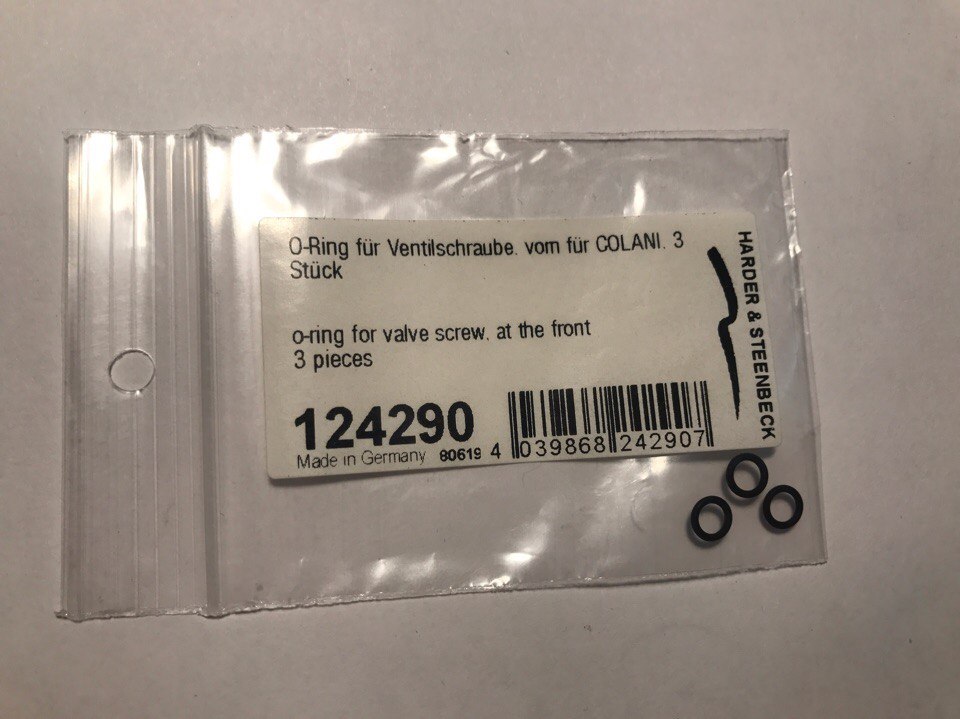 O-Ring für Ventilschraube, vorn für COLANI, 3
Stück
o-ring for valve screw, at the front
3 pieces
124290
Made in Germany 80619
4 039868 242907
HARDER & STEENBECK